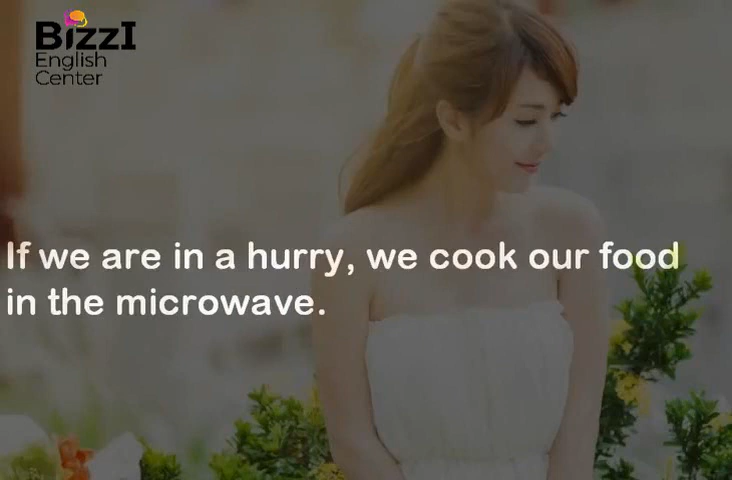 BizzI
English
Center
If we are in a hurry, we cook our food
in the microwave.